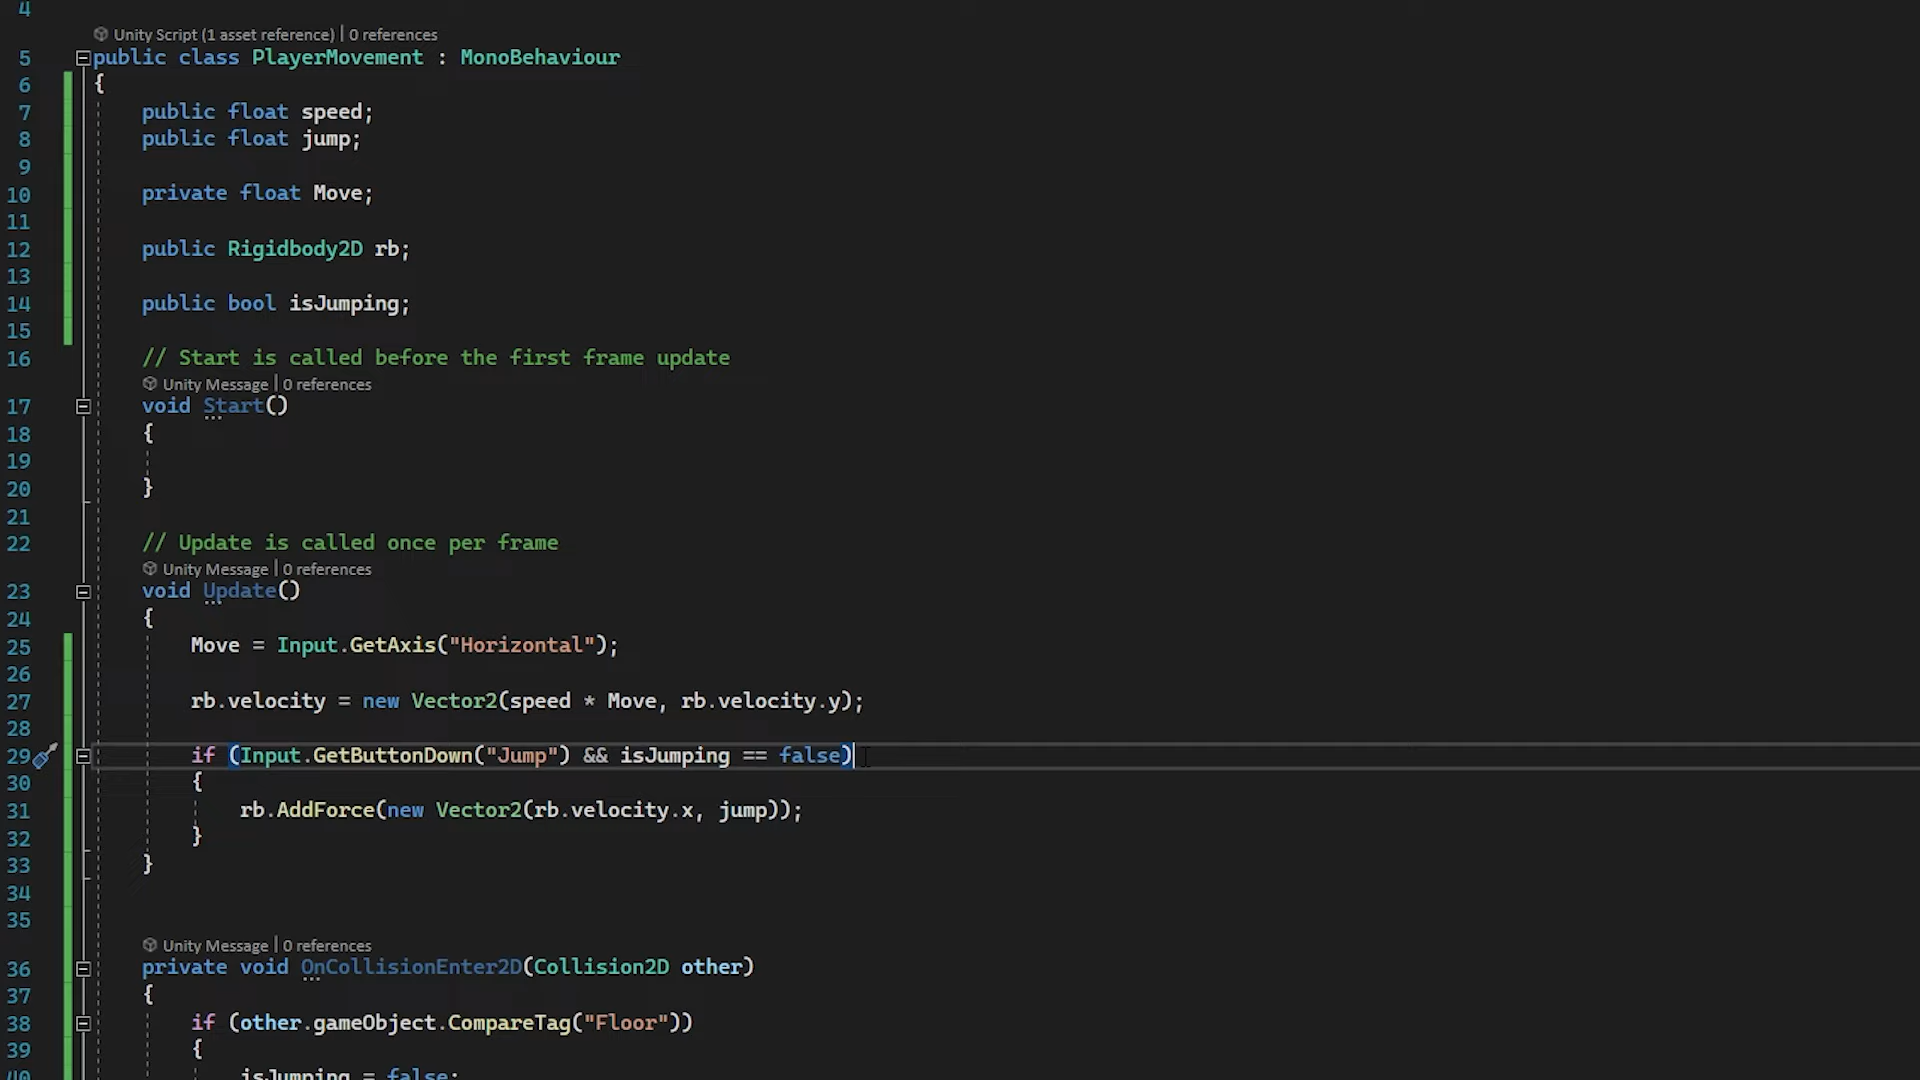 4
Unity Script (1 asset reference) | 0 references
5 public class PlayerMovement : MonoBehaviour
6 {
7 public float speed;
8 public float jump;
9
10 private float Move;
11
12 public Rigidbody2D rb;
13
14 public bool isJumping;
15
16 // Start is called before the first frame update
Unity Message | 0 references
17 void Start()
18 {
19
20 }
21
22 // Update is called once per frame
Unity Message | 0 references
23 void Update()
24 {
25 Move = Input.GetAxis("Horizontal");
26
27 rb.velocity = new Vector2(speed * Move, rb.velocity.y);
28
29 if (Input.GetButtonDown("Jump") && isJumping == false)
30 {
31 rb.AddForce(new Vector2(rb.velocity.x, jump));
32 }
33 }
34
35
Unity Message | 0 references
36 private void OnCollisionEnter2D(Collision2D other)
37 {
38 if (other.gameObject.CompareTag("Floor"))
39 {
40 isJumping = false;